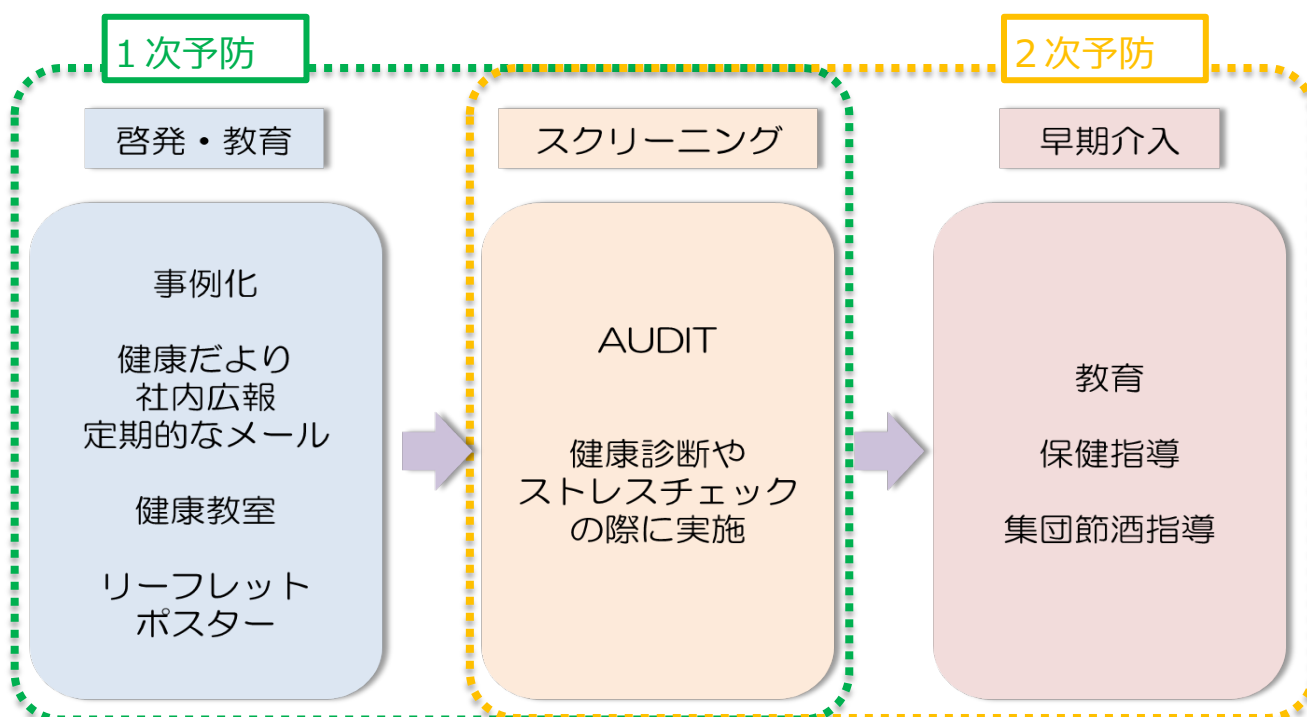 1次予防
2次予防
啓発・教育
スクリーニング
早期介入
事例化
健康だより
社内広報
定期的なメール
健康教室
リーフレット
ポスター
AUDIT
健康診断や
ストレスチェック
の際に実施
教育
保健指導
集団節酒指導